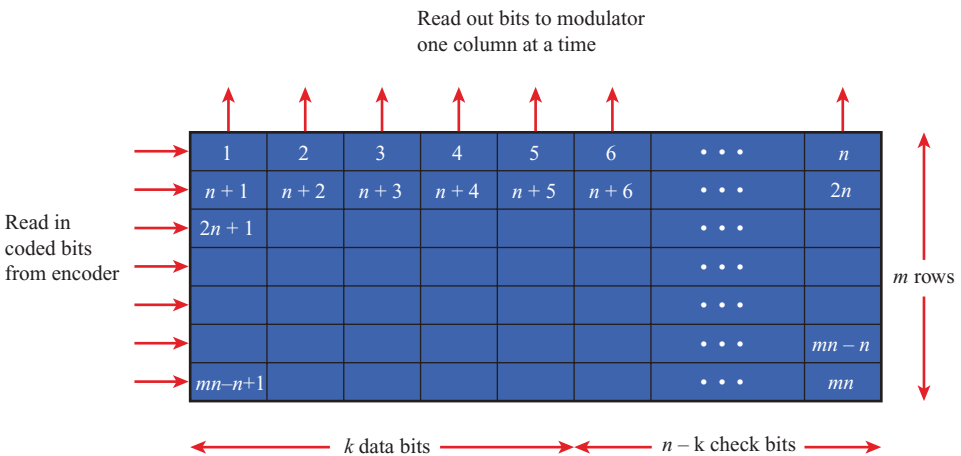 Read out bits to modulator
one column at a time
1 2 3 4 5 6 • • • n
n + 1 n + 2 n + 3 n + 4 n + 5 n + 6 • • • 2n
Read in
coded bits
from encoder
2n + 1 • • •
• • •
• • •
m rows
• • • mn – n
mn–n+1 • • • mn
k data bits n – k check bits